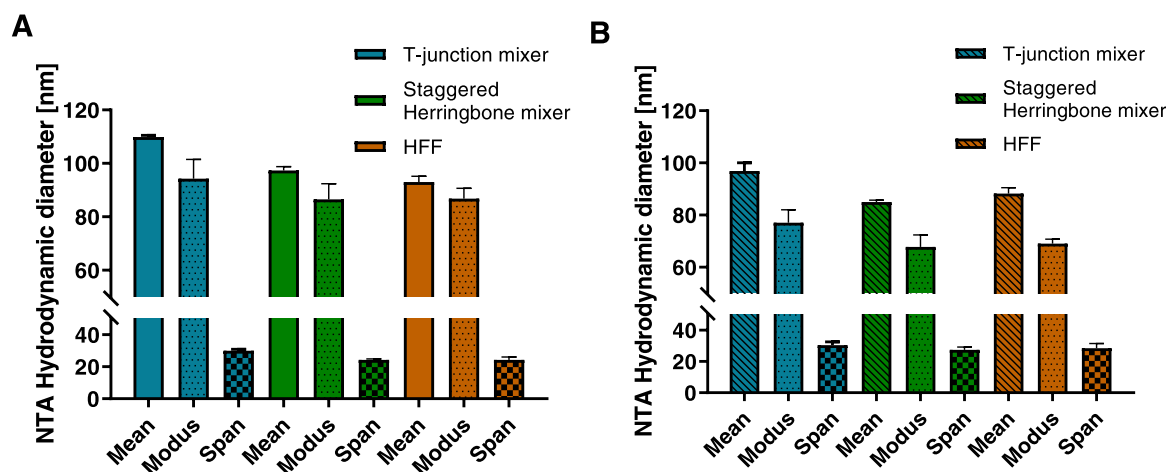 A
T-junction mixer
Staggered
Herringbone mixer
HFF
NTA Hydrodynamic diameter [nm]
120
100
80
60
40
20
0
Mean
Modus
Span
Mean
Modus
Span
Mean
Modus
Span
B
T-junction mixer
Staggered
Herringbone mixer
HFF
NTA Hydrodynamic diameter [nm]
120
100
80
60
40
20
0
Mean
Modus
Span
Mean
Modus
Span
Mean
Modus
Span